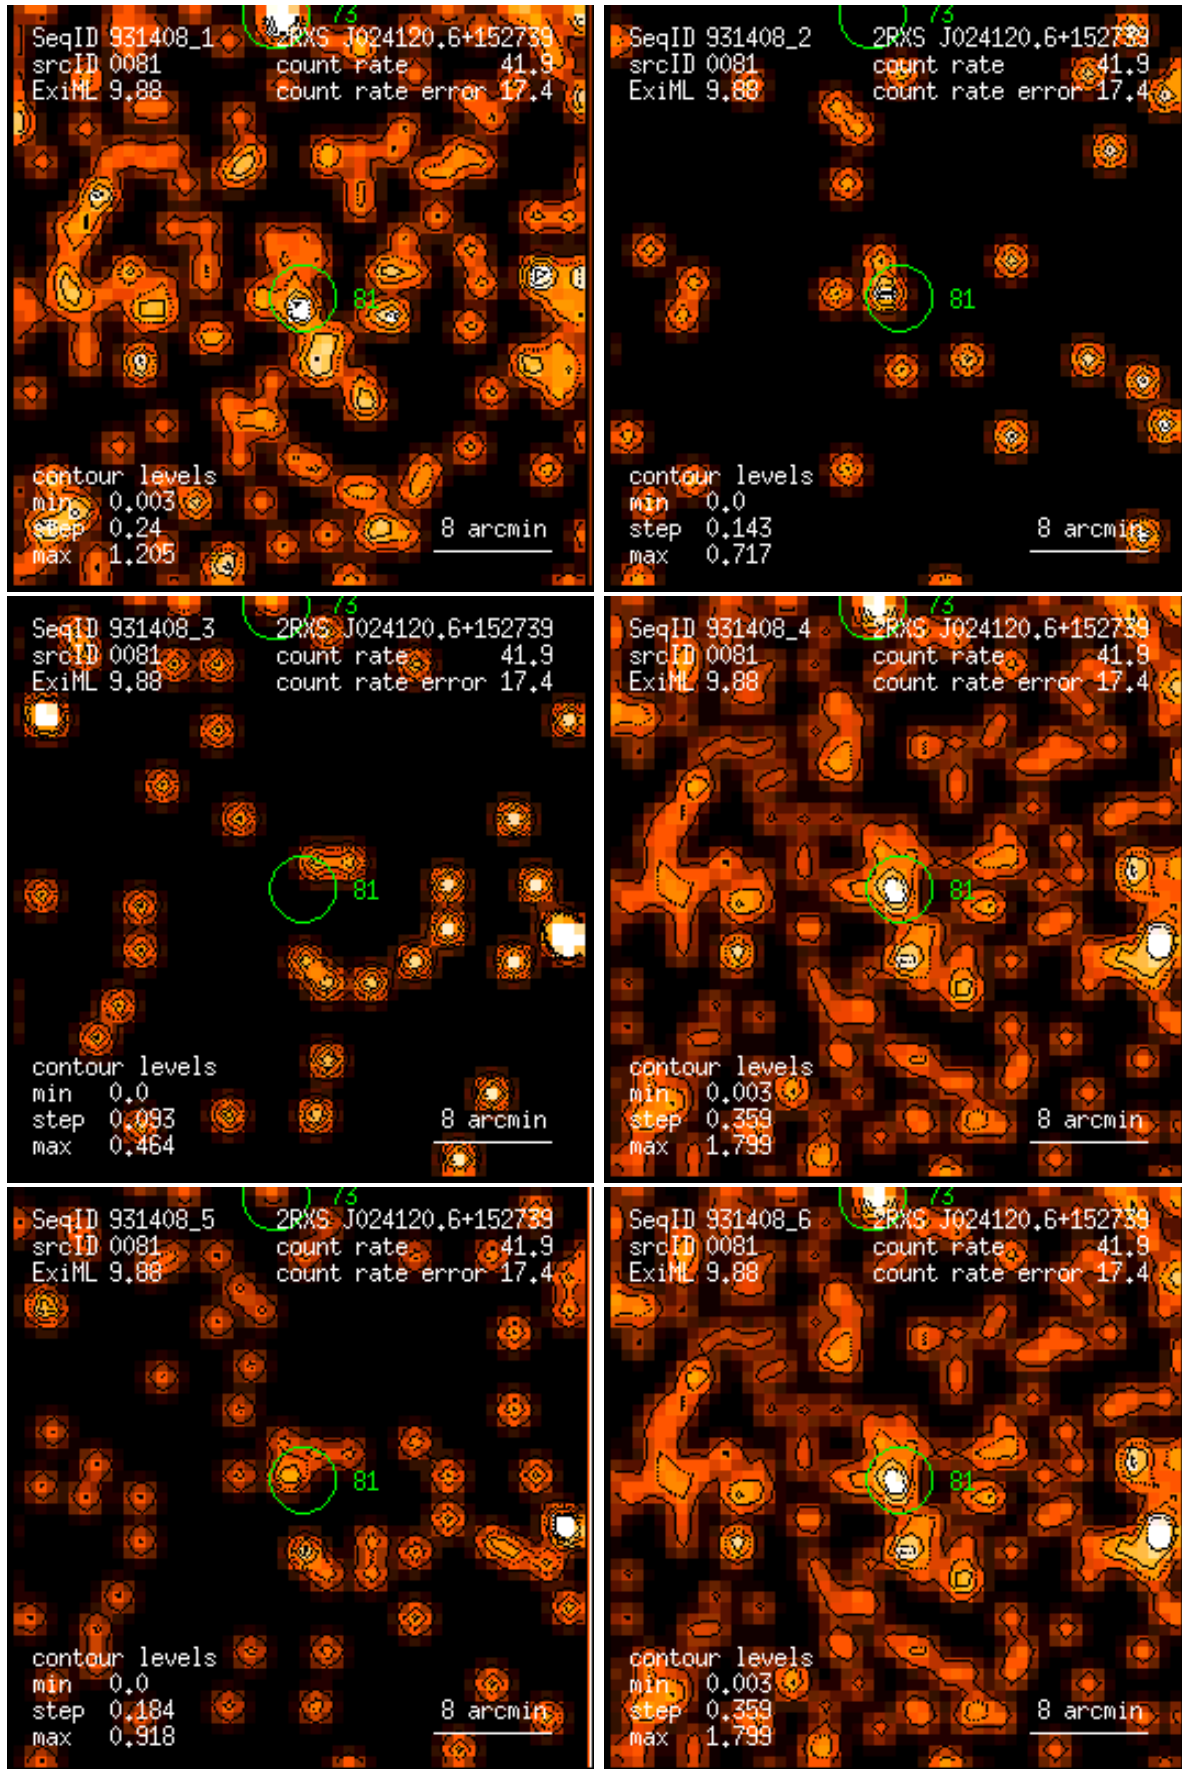 73
SeqID 931408_1 2RXS J024120.6+152739
srcID 0081 count rate 41.9
ExiML 9.88 count rate error 17.4
81
contour levels
min 0.003
step 0.24 8 arcmin
max 1.205
73
SeqID 931408_2 2RXS J024120.6+152739
srcID 0081 count rate 41.9
ExiML 9.88 count rate error 17.4
81
contour levels
min 0.0
step 0.143 8 arcmin
max 0.717
73
SeqID 931408_3 2RXS J024120.6+152739
srcID 0081 count rate 41.9
ExiML 9.88 count rate error 17.4
81
contour levels
min 0.0
step 0.093 8 arcmin
max 0.464
73
SeqID 931408_4 2RXS J024120.6+152739
srcID 0081 count rate 41.9
ExiML 9.88 count rate error 17.4
81
contour levels
min 0.003
step 0.359 8 arcmin
max 1.799
73
SeqID 931408_5 2RXS J024120.6+152739
srcID 0081 count rate 41.9
ExiML 9.88 count rate error 17.4
81
contour levels
min 0.0
step 0.184 8 arcmin
max 0.918
73
SeqID 931408_6 2RXS J024120.6+152739
srcID 0081 count rate 41.9
ExiML 9.88 count rate error 17.4
81
contour levels
min 0.003
step 0.359 8 arcmin
max 1.799